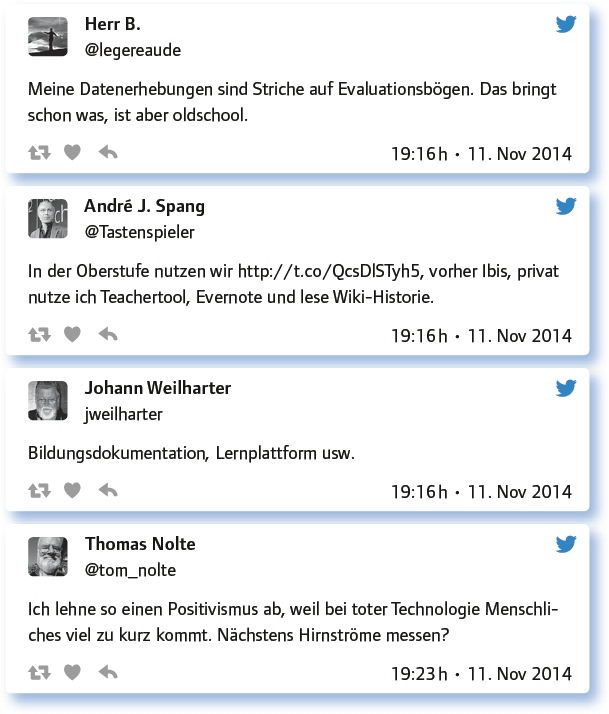 Herr B.
@legereaude
Meine Datenerhebungen sind Striche auf Evaluationsbögen. Das bringt
schon was, ist aber oldschool.
19:16 h • 11. Nov 2014
André J. Spang
@Tastenspieler
In der Oberstufe nutzen wir http://t.co/QcsDlSTyh5, vorher Ibis, privat
nutze ich Teachertool, Evernote und lese Wiki-Historie.
19:16 h • 11. Nov 2014
Johann Weilharter
jweilharter
Bildungsdokumentation, Lernplattform usw.
19:16 h • 11. Nov 2014
Thomas Nolte
@tom_nolte
Ich lehne so einen Positivismus ab, weil bei toter Technologie Menschli-
ches viel zu kurz kommt. Nächstens Hirnströme messen?
19:23 h • 11. Nov 2014